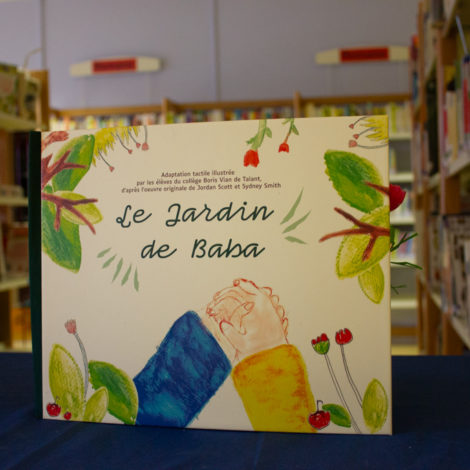 Adaptation tactile illustrée
par les élèves du collège Boris Vian de Talant,
d'après l'oeuvre originale de Jordan Scott et Sydney Smith
Le Jardin
de Baba